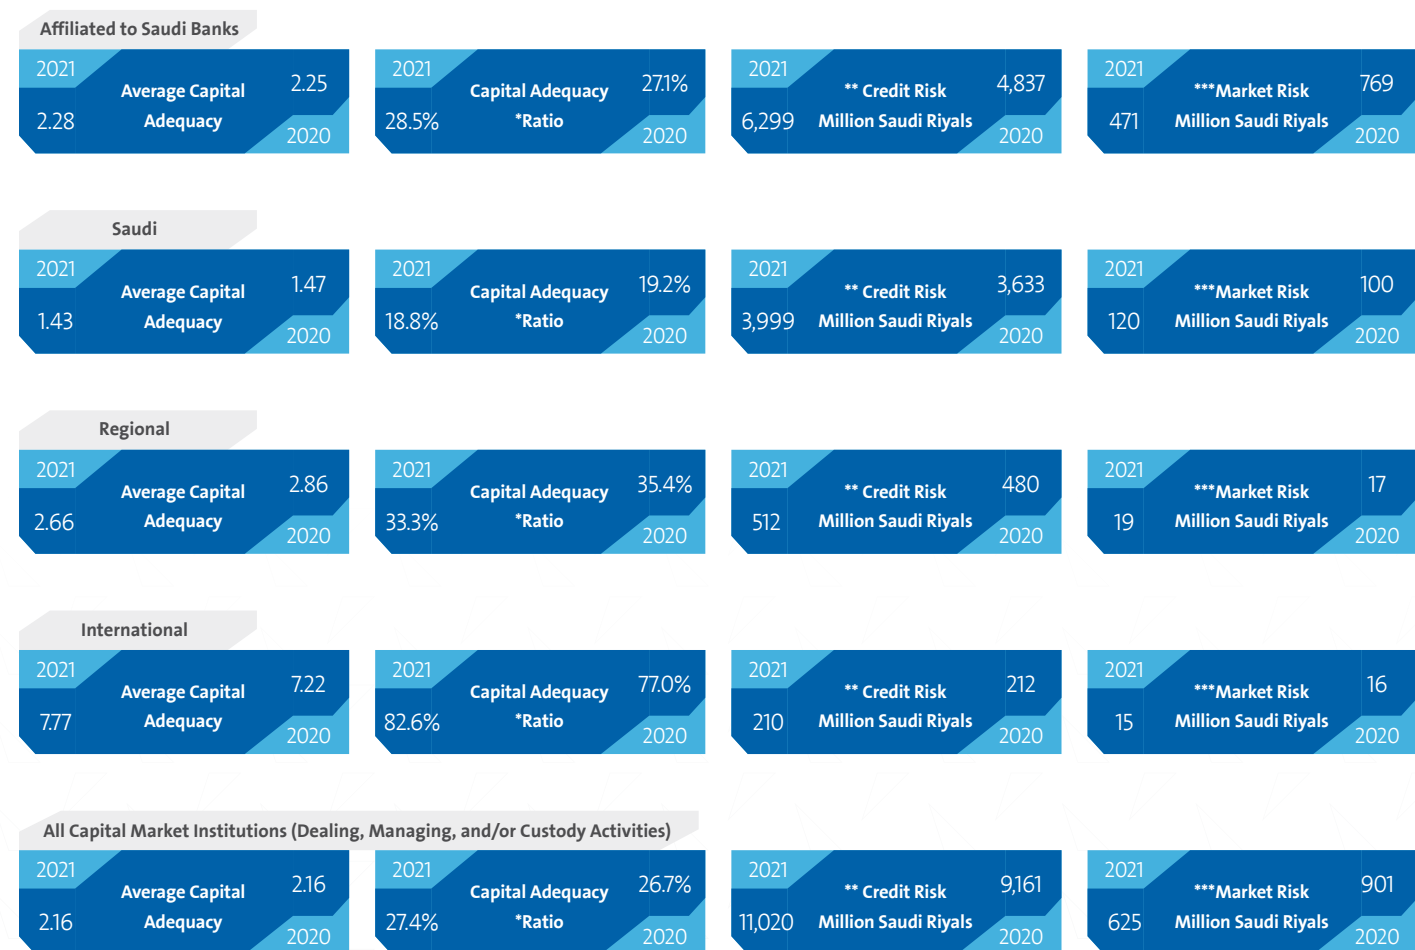 Affiliated to Saudi Banks
2021
2.28
Average Capital
Adequacy
2.25
2020
2021
28.5%
Capital Adequacy
*Ratio
27.1%
2020
2021
6,299
** Credit Risk
Million Saudi Riyals
4,837
2020
2021
471
***Market Risk
Million Saudi Riyals
769
2020
Saudi
2021
1.43
Average Capital
Adequacy
1.47
2020
2021
18.8%
Capital Adequacy
*Ratio
19.2%
2020
2021
3,999
** Credit Risk
Million Saudi Riyals
3,633
2020
2021
120
***Market Risk
Million Saudi Riyals
100
2020
Regional
2021
2.66
Average Capital
Adequacy
2.86
2020
2021
33.3%
Capital Adequacy
*Ratio
35.4%
2020
2021
512
** Credit Risk
Million Saudi Riyals
480
2020
2021
19
***Market Risk
Million Saudi Riyals
17
2020
International
2021
7.77
Average Capital
Adequacy
7.22
2020
2021
82.6%
Capital Adequacy
*Ratio
77.0%
2020
2021
210
** Credit Risk
Million Saudi Riyals
212
2020
2021
15
***Market Risk
Million Saudi Riyals
16
2020
All Capital Market Institutions (Dealing, Managing, and/or Custody Activities)
2021
2.16
Average Capital
Adequacy
2.16
2020
2021
27.4%
Capital Adequacy
*Ratio
26.7%
2020
2021
11,020
** Credit Risk
Million Saudi Riyals
9,161
2020
2021
625
***Market Risk
Million Saudi Riyals
901
2020